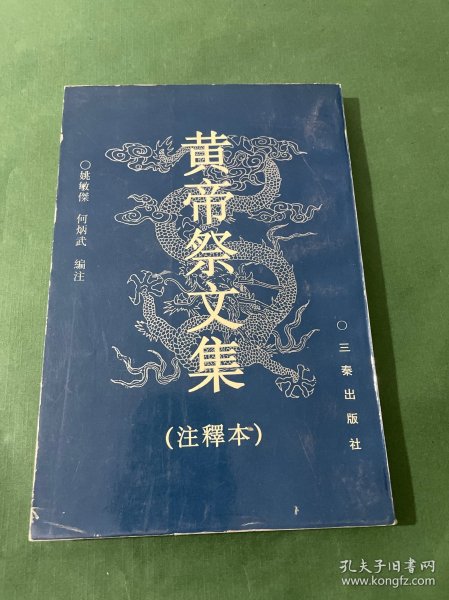 黄帝祭文集
(注釋本)
○姚敏傑 何炳武 编注
○三秦出版社
孔夫子旧书网
www.kongfz.com